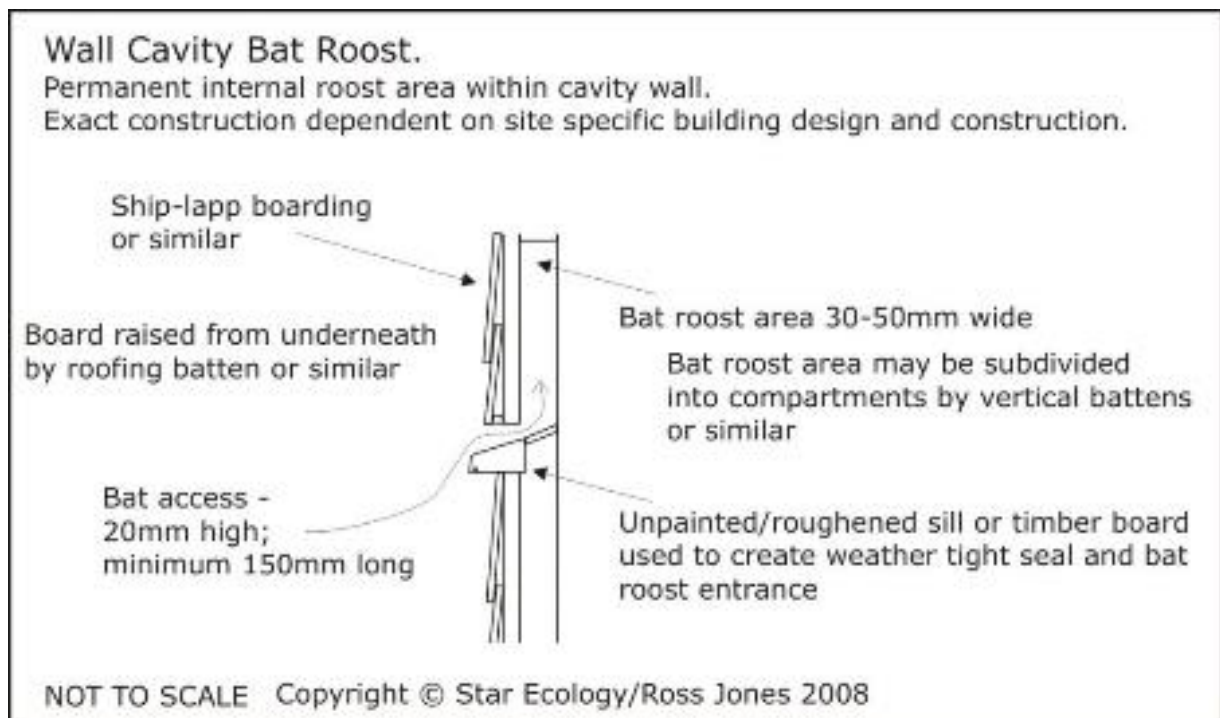 Wall Cavity Bat Roost.
Permanent internal roost area within cavity wall.
Exact construction dependent on site specific building design and construction.
Ship-lapp boarding
or similar
Board raised from underneath
by roofing batten or similar
Bat access -
20mm high;
minimum 150mm long
Bat roost area 30-50mm wide
Bat roost area may be subdivided
into compartments by vertical battens
or similar
Unpainted/roughened sill or timber board
used to create weather tight seal and bat
roost entrance
NOT TO SCALE Copyright © Star Ecology/Ross Jones 2008